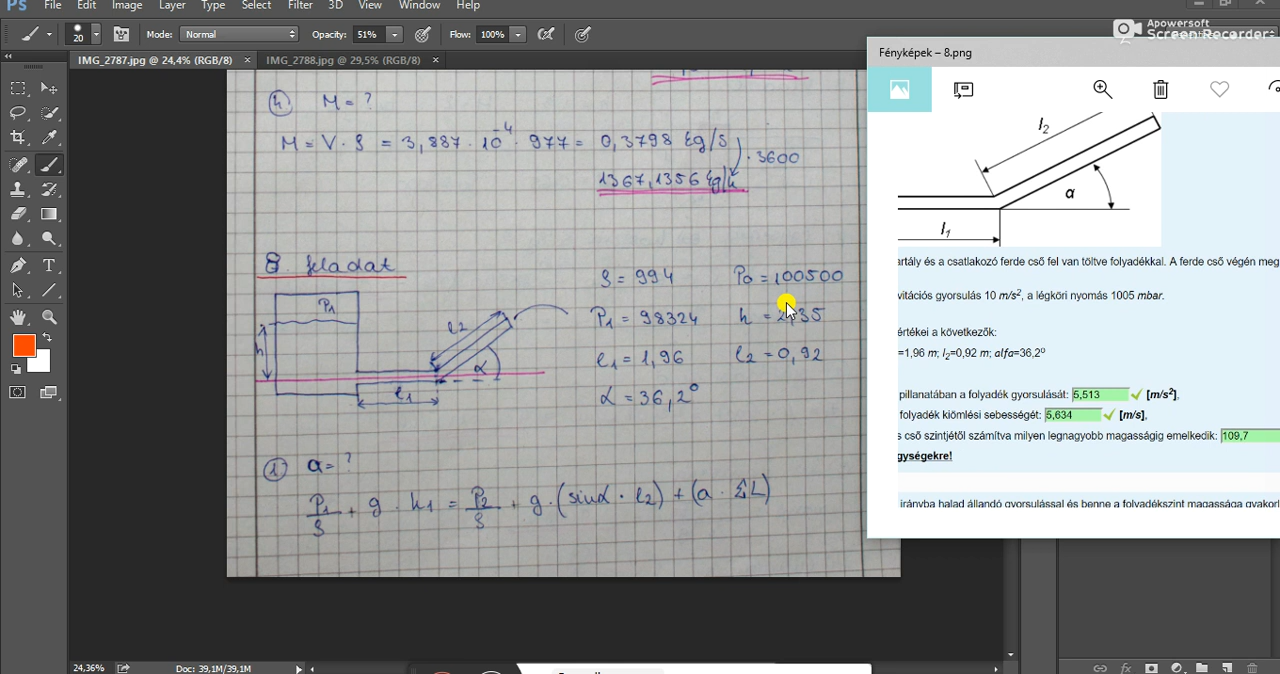 Ps File Edit Image Layer Type Select Filter 3D View Window Help
20 Mode: Normal Opacity: 51% Flow: 100%
Apowersoft
Screen Recorder
IMG_2787.jpg @ 24,4% (RGB/8) × IMG_2788.jpg @ 29,5% (RGB/8) ×
4. M = ?
M = V · ρ = 3,887 · 10⁻⁴ · 977 = 0,3798 kg/s
· 3600
1367,1356 kg/h
8. feladat
P1
h
l2
α
l1
ρ = 994 P0 = 100500
P1 = 98324 h = 2,35
l1 = 1,96 l2 = 0,92
α = 36,2°
1. a = ?
P1/ρ + g · h1 = P2/ρ + g · (sinα · l2) + (a · ΣL)
Fényképek – 8.png
l2
α
l1
artály és a csatlakozó ferde cső fel van töltve folyadékkal. A ferde cső végén meg
vitációs gyorsulás 10 m/s², a légköri nyomás 1005 mbar.
értékei a következők:
=1,96 m; l2=0,92 m; alfa=36,2⁰
pillanatában a folyadék gyorsulását: 5,513 [m/s²],
folyadék kiömlési sebességét: 5,634 [m/s],
s cső szintjétől számítva milyen legnagyobb magasságig emelkedik: 109,7
gységekre!
irányba halad állandó gyorsulással és benne a folyadékszint magassága gyakorl
24,36% Doc: 39,1M/39,1M